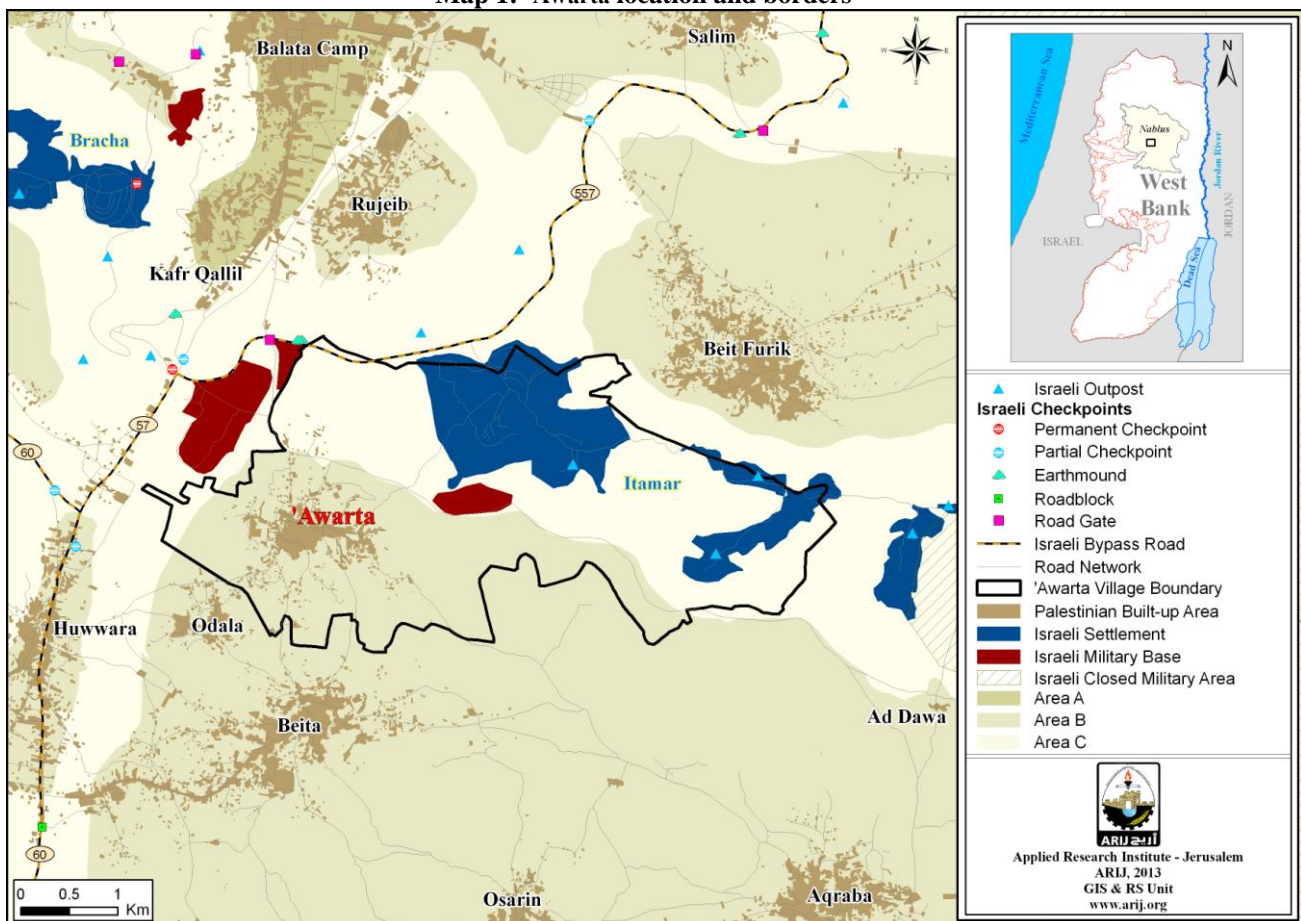 Map 1: 'Awarta location and borders
Balata Camp
Salim
N
W
E
S
Bracha
Rujeib
557
Kafr Qallil
Beit Furik
57
60
Itamar
'Awarta
Huwwara
Odala
Beita
Ad Dawa
60
Osarin
Aqraba
0 0.5 1
Km
Mediterranean Sea
N
Nablus
West
Bank
Jordan River
JORDAN
ISRAEL
Dead Sea
Israeli Outpost
Israeli Checkpoints
Permanent Checkpoint
Partial Checkpoint
Earthmound
Roadblock
Road Gate
Israeli Bypass Road
Road Network
'Awarta Village Boundary
Palestinian Built-up Area
Israeli Settlement
Israeli Military Base
Israeli Closed Military Area
Area A
Area B
Area C
ARIJ أريج
Applied Research Institute - Jerusalem
ARIJ, 2013
GIS & RS Unit
www.arij.org